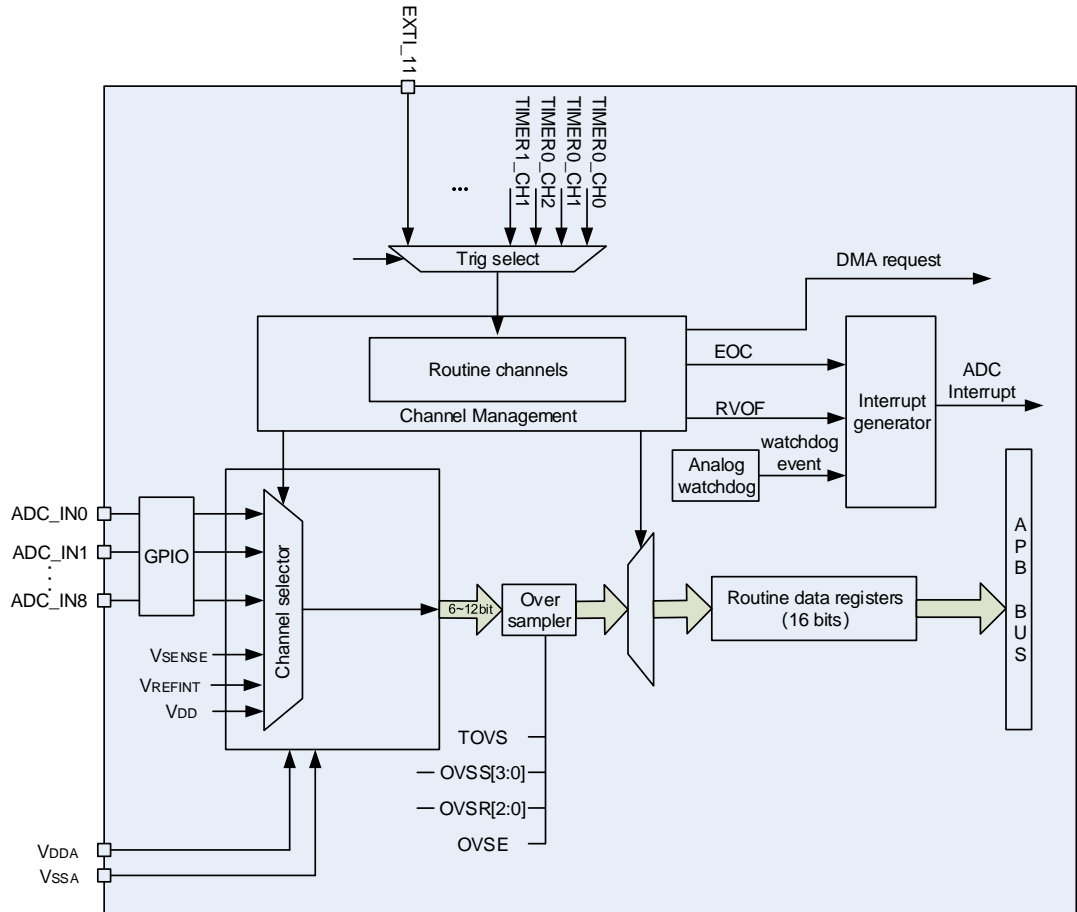 EXTI_11
TIMER1_CH1
TIMER0_CH2
TIMER0_CH1
TIMER0_CH0
...
Trig select
DMA request
Routine channels
Channel Management
EOC
RVOF
Interrupt
generator
ADC
Interrupt
Analog
watchdog
watchdog
event
ADC_IN0
ADC_IN1
ADC_IN8
GPIO
Channel selector
VSENSE
VREFINT
VDD
6~12bit
Over
sampler
Routine data registers
(16 bits)
APB BUS
TOVS
OVSS[3:0]
OVSR[2:0]
OVSE
VDDA
VSSA